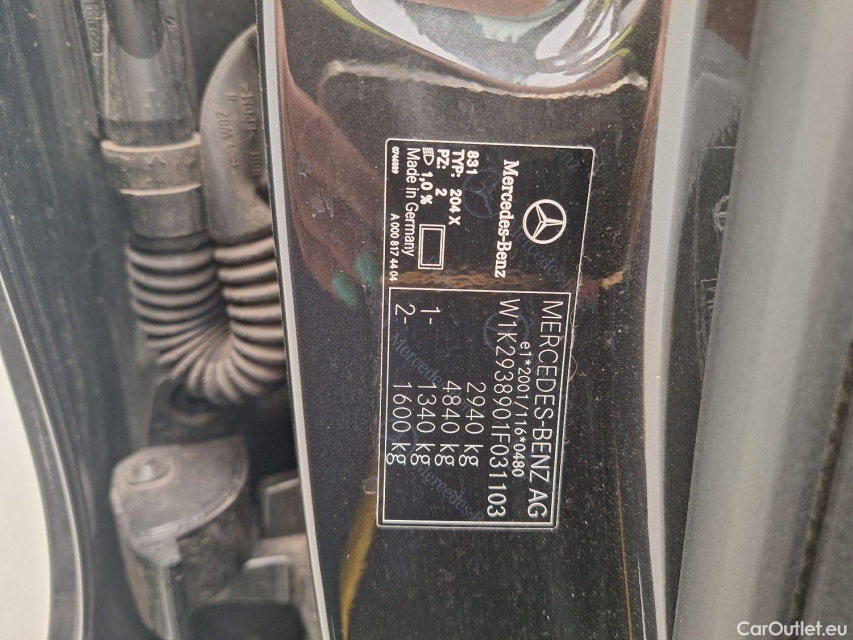 Mercedes-Benz
831
TYP: 204 X
PZ: 2
1,0 %
Made in Germany
0744689
A 000 817 44 04
MERCEDES-BENZ AG
e1*2001/116*0480
W1K2938901F031103
2940 kg
4840 kg
1- 1340 kg
2- 1600 kg
CarOutlet.eu